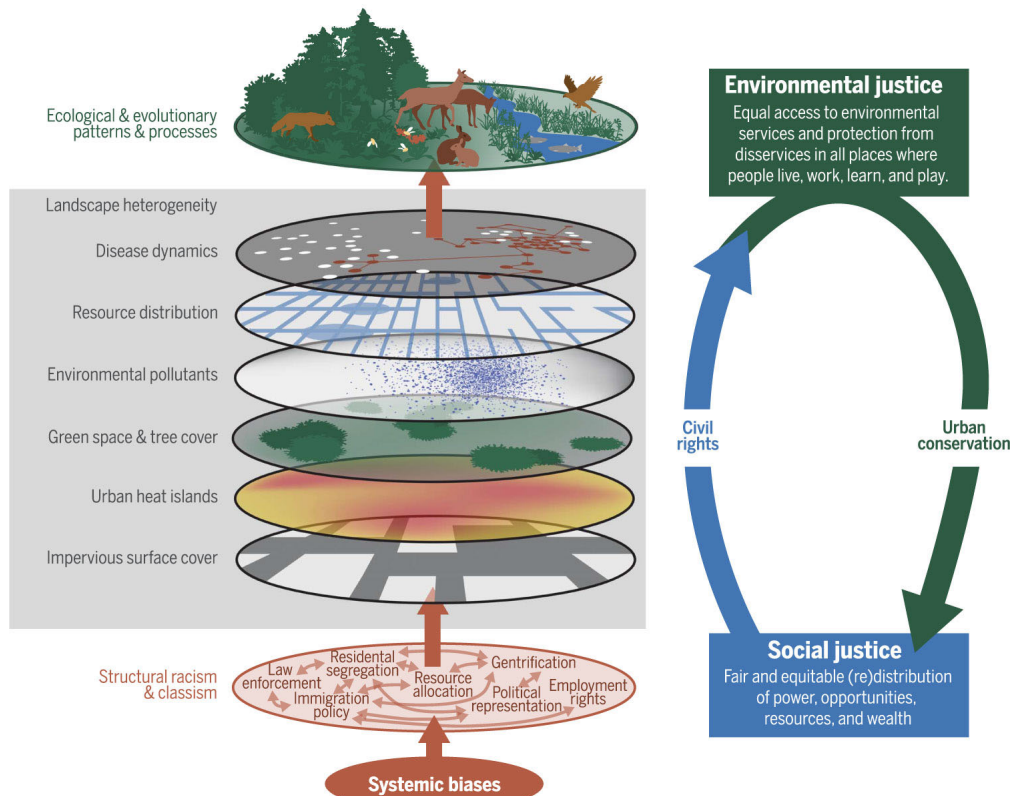 Ecological & evolutionary
patterns & processes
Landscape heterogeneity
Disease dynamics
Resource distribution
Environmental pollutants
Green space & tree cover
Urban heat islands
Impervious surface cover
Structural racism
& classism
Law
enforcement
Residental
segregation
Immigration
policy
Resource
allocation
Gentrification
Political
representation
Employment
rights
Systemic biases
Environmental justice
Equal access to environmental
services and protection from
disservices in all places where
people live, work, learn, and play.
Civil
rights
Urban
conservation
Social justice
Fair and equitable (re)distribution
of power, opportunities,
resources, and wealth